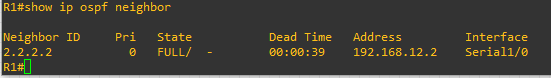 R1#show ip ospf neighbor
Neighbor ID     Pri   State           Dead Time   Address         Interface
2.2.2.2           0   FULL/  -        00:00:39    192.168.12.2    Serial1/0
R1#